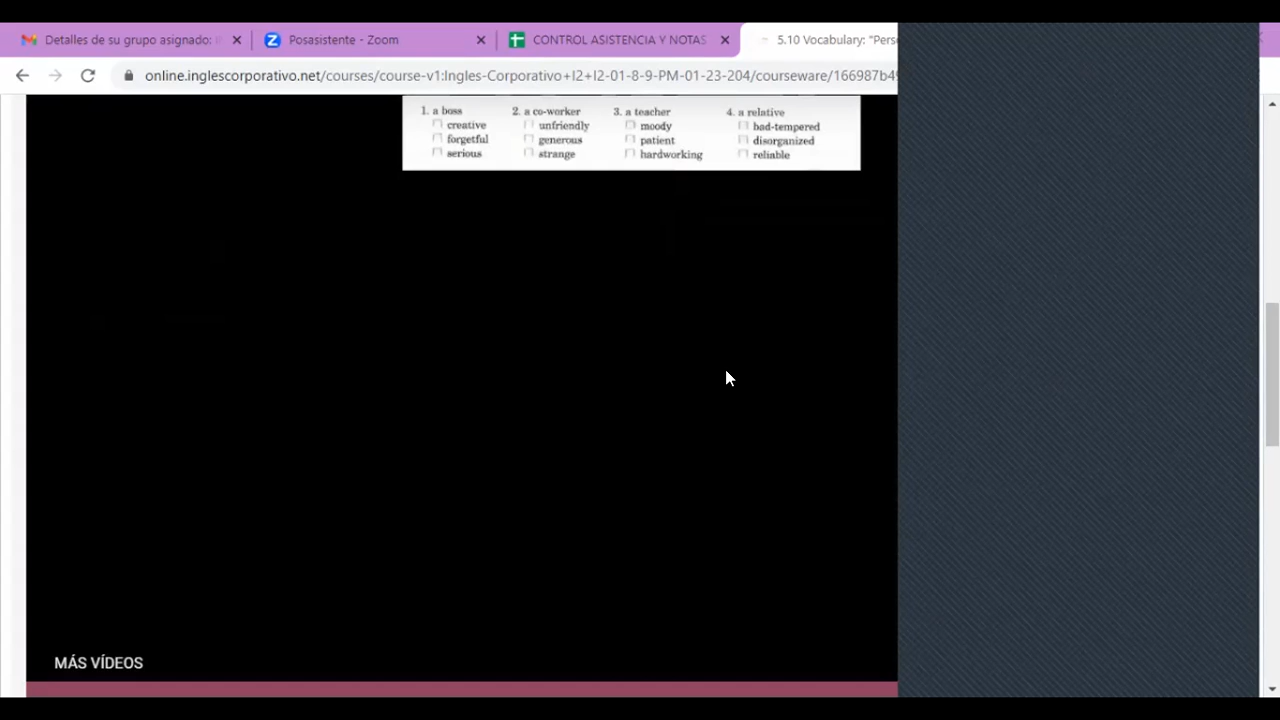 Detalles de su grupo asignado:
Posasistente - Zoom
CONTROL ASISTENCIA Y NOTAS
5.10 Vocabulary: "Perso
online.inglescorporativo.net/courses/course-v1:Ingles-Corporativo+I2+I2-01-8-9-PM-01-23-204/courseware/166987b49
1. a boss 2. a co-worker 3. a teacher 4. a relative
creative unfriendly moody bad-tempered
forgetful generous patient disorganized
serious strange hardworking reliable
MÁS VÍDEOS